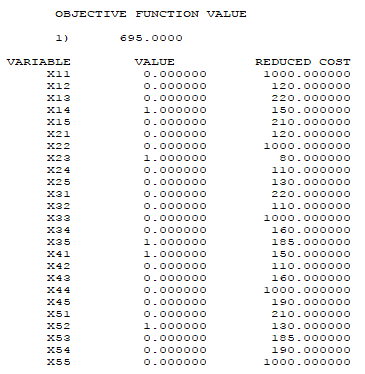 OBJECTIVE FUNCTION VALUE
1) 695.0000
VARIABLE VALUE REDUCED COST
X11 0.000000 1000.000000
X12 0.000000 120.000000
X13 0.000000 220.000000
X14 1.000000 150.000000
X15 0.000000 210.000000
X21 0.000000 120.000000
X22 0.000000 1000.000000
X23 1.000000 80.000000
X24 0.000000 110.000000
X25 0.000000 130.000000
X31 0.000000 220.000000
X32 0.000000 110.000000
X33 0.000000 1000.000000
X34 0.000000 160.000000
X35 1.000000 185.000000
X41 1.000000 150.000000
X42 0.000000 110.000000
X43 0.000000 160.000000
X44 0.000000 1000.000000
X45 0.000000 190.000000
X51 0.000000 210.000000
X52 1.000000 130.000000
X53 0.000000 185.000000
X54 0.000000 190.000000
X55 0.000000 1000.000000